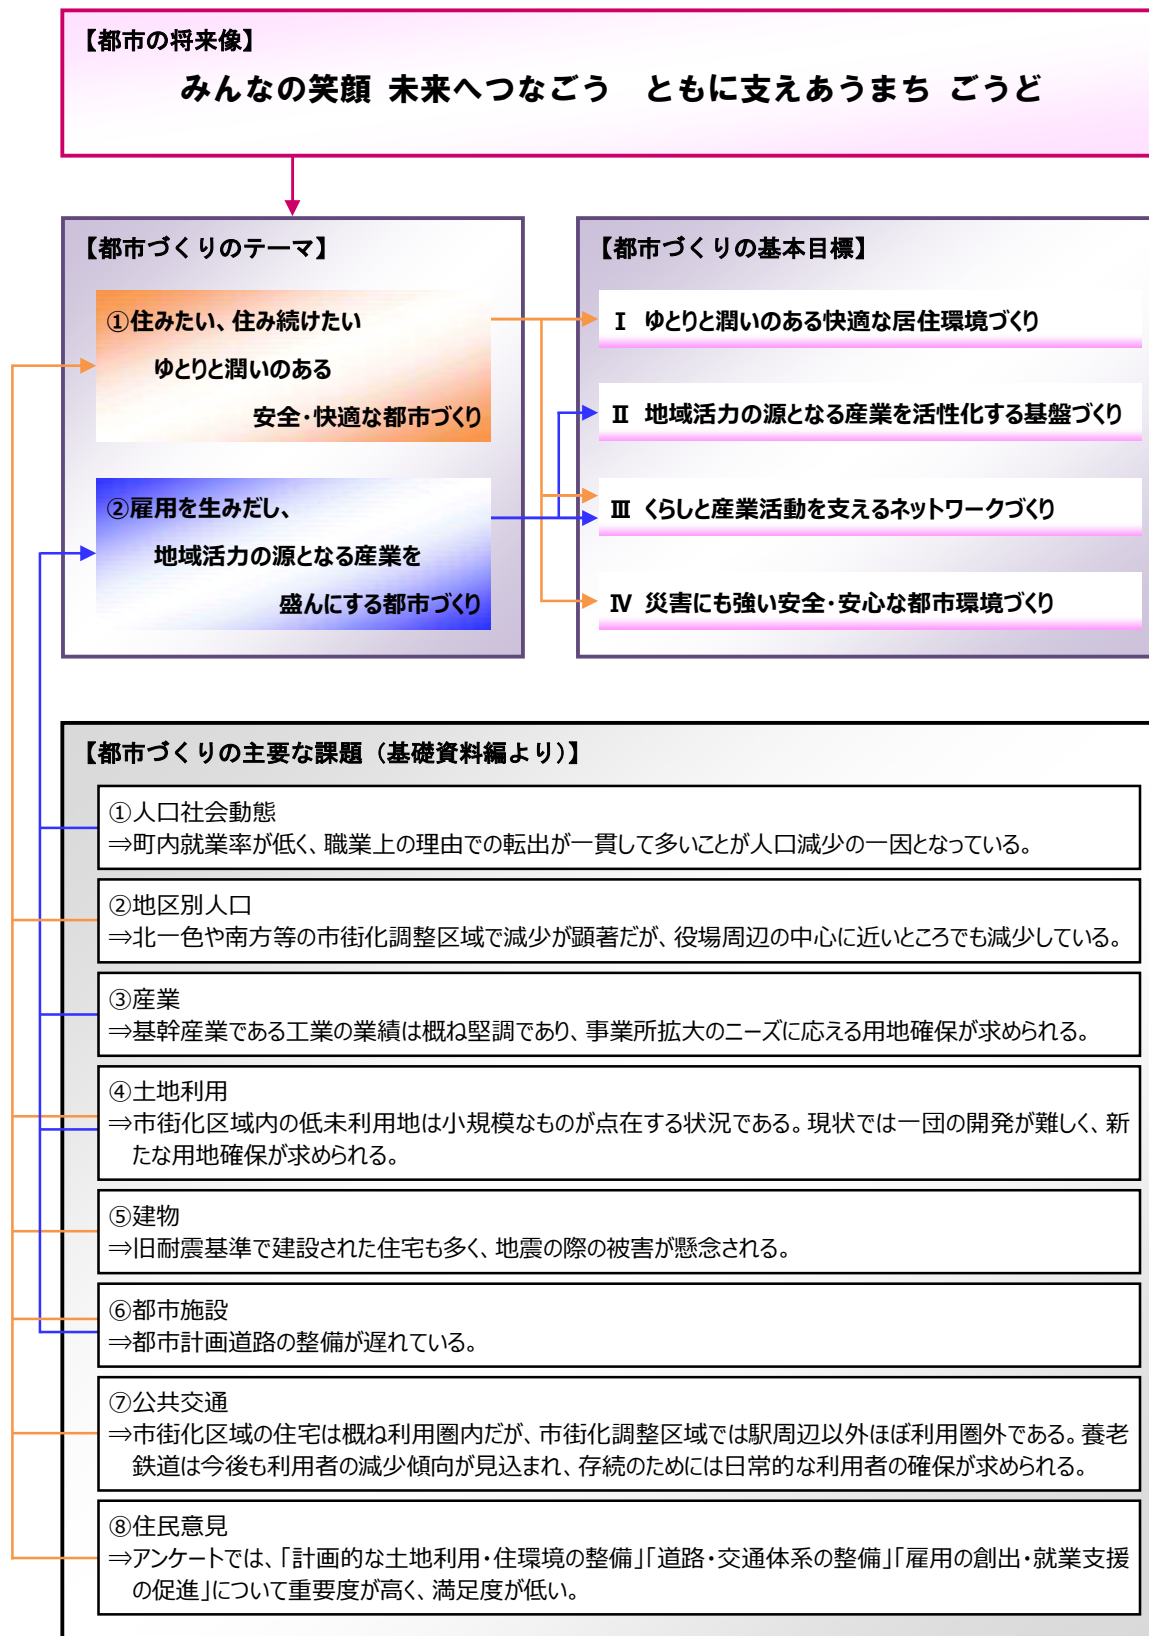 【都市の将来像】
みんなの笑顔 未来へつなごう　ともに支えあうまち ごうど
【都市づくりのテーマ】
①住みたい、住み続けたい
ゆとりと潤いのある
安全・快適な都市づくり
②雇用を生みだし、
地域活力の源となる産業を
盛んにする都市づくり
【都市づくりの基本目標】
Ⅰ ゆとりと潤いのある快適な居住環境づくり
Ⅱ 地域活力の源となる産業を活性化する基盤づくり
Ⅲ くらしと産業活動を支えるネットワークづくり
Ⅳ 災害にも強い安全・安心な都市環境づくり
【都市づくりの主要な課題（基礎資料編より）】
①人口社会動態
⇒町内就業率が低く、職業上の理由での転出が一貫して多いことが人口減少の一因となっている。
②地区別人口
⇒北一色や南方等の市街化調整区域で減少が顕著だが、役場周辺の中心に近いところでも減少している。
③産業
⇒基幹産業である工業の業績は概ね堅調であり、事業所拡大のニーズに応える用地確保が求められる。
④土地利用
⇒市街化区域内の低未利用地は小規模なものが点在する状況である。現状では一団の開発が難しく、新
たな用地確保が求められる。
⑤建物
⇒旧耐震基準で建設された住宅も多く、地震の際の被害が懸念される。
⑥都市施設
⇒都市計画道路の整備が遅れている。
⑦公共交通
⇒市街化区域の住宅は概ね利用圏内だが、市街化調整区域では駅周辺以外ほぼ利用圏外である。養老
鉄道は今後も利用者の減少傾向が見込まれ、存続のためには日常的な利用者の確保が求められる。
⑧住民意見
⇒アンケートでは、「計画的な土地利用・住環境の整備」「道路・交通体系の整備」「雇用の創出・就業支援
の促進」について重要度が高く、満足度が低い。